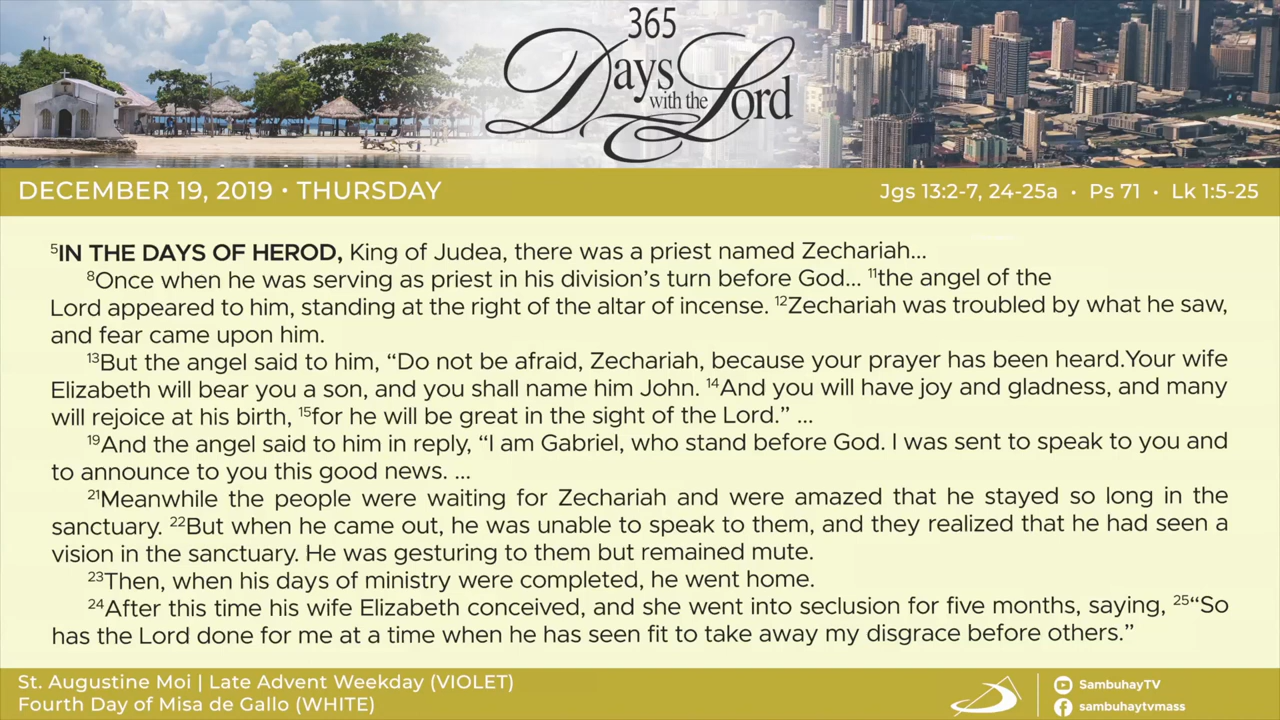 365
Days with the Lord
DECEMBER 19, 2019 • THURSDAY
Jgs 13:2-7, 24-25a • Ps 71 • Lk 1:5-25
⁵IN THE DAYS OF HEROD, King of Judea, there was a priest named Zechariah...
⁸Once when he was serving as priest in his division's turn before God... ¹¹the angel of the
Lord appeared to him, standing at the right of the altar of incense. ¹²Zechariah was troubled by what he saw,
and fear came upon him.
¹³But the angel said to him, “Do not be afraid, Zechariah, because your prayer has been heard.Your wife
Elizabeth will bear you a son, and you shall name him John. ¹⁴And you will have joy and gladness, and many
will rejoice at his birth, ¹⁵for he will be great in the sight of the Lord.” ...
¹⁹And the angel said to him in reply, “I am Gabriel, who stand before God. I was sent to speak to you and
to announce to you this good news. ...
²¹Meanwhile the people were waiting for Zechariah and were amazed that he stayed so long in the
sanctuary. ²²But when he came out, he was unable to speak to them, and they realized that he had seen a
vision in the sanctuary. He was gesturing to them but remained mute.
²³Then, when his days of ministry were completed, he went home.
²⁴After this time his wife Elizabeth conceived, and she went into seclusion for five months, saying, ²⁵“So
has the Lord done for me at a time when he has seen fit to take away my disgrace before others.”
St. Augustine Moi | Late Advent Weekday (VIOLET)
Fourth Day of Misa de Gallo (WHITE)
SambuhayTV
sambuhaytvmass